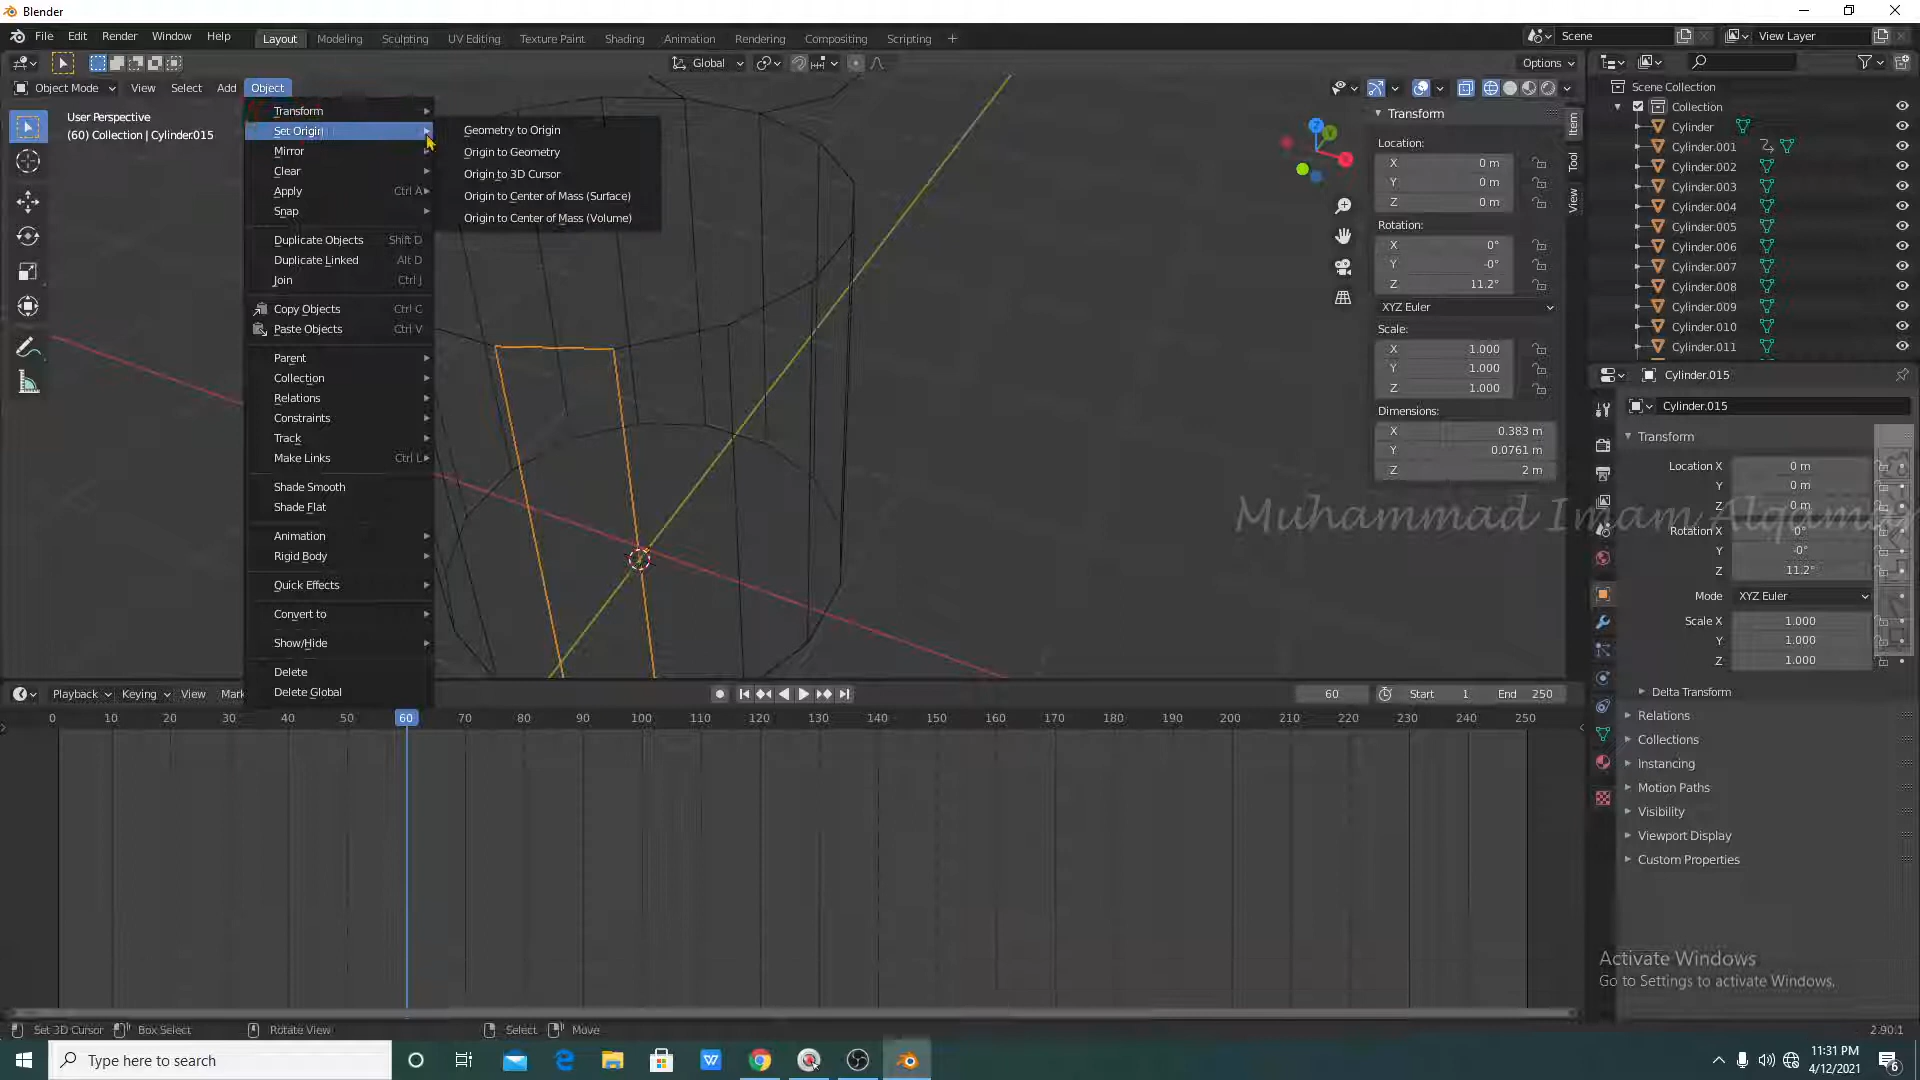 Blender
File Edit Render Window Help
Layout Modeling Sculpting UV Editing Texture Paint Shading Animation Rendering Compositing Scripting +
Scene View Layer
Global Options
Object Mode View Select Add Object
User Perspective
(60) Collection | Cylinder.015
Transform
Set Origin
Mirror
Clear
Apply Ctrl A
Snap
Duplicate Objects Shift D
Duplicate Linked Alt D
Join Ctrl J
Copy Objects Ctrl C
Paste Objects Ctrl V
Parent
Collection
Relations
Constraints
Track
Make Links Ctrl L
Shade Smooth
Shade Flat
Animation
Rigid Body
Quick Effects
Convert to
Show/Hide
Delete
Delete Global
Geometry to Origin
Origin to Geometry
Origin to 3D Cursor
Origin to Center of Mass (Surface)
Origin to Center of Mass (Volume)
Transform
Location:
X 0 m
Y 0 m
Z 0 m
Rotation:
X 0°
Y -0°
Z 11.2°
XYZ Euler
Scale:
X 1.000
Y 1.000
Z 1.000
Dimensions:
X 0.383 m
Y 0.0761 m
Z 2 m
Item
Tool
View
Scene Collection
Collection
Cylinder
Cylinder.001
Cylinder.002
Cylinder.003
Cylinder.004
Cylinder.005
Cylinder.006
Cylinder.007
Cylinder.008
Cylinder.009
Cylinder.010
Cylinder.011
Cylinder.015
Cylinder.015
Transform
Location X 0 m
Y 0 m
Z 0 m
Rotation X 0°
Y -0°
Z 11.2°
Mode XYZ Euler
Scale X 1.000
Y 1.000
Z 1.000
Delta Transform
Relations
Collections
Instancing
Motion Paths
Visibility
Viewport Display
Custom Properties
Muhammad Imam
Playback Keying View Mark
60 Start 1 End 250
0 10 20 30 40 50 60 70 80 90 100 110 120 130 140 150 160 170 180 190 200 210 220 230 240 250
Activate Windows
Go to Settings to activate Windows.
Set 3D Cursor Box Select Rotate View Select Move
2.90.1
Type here to search
11:31 PM
4/12/2021
6